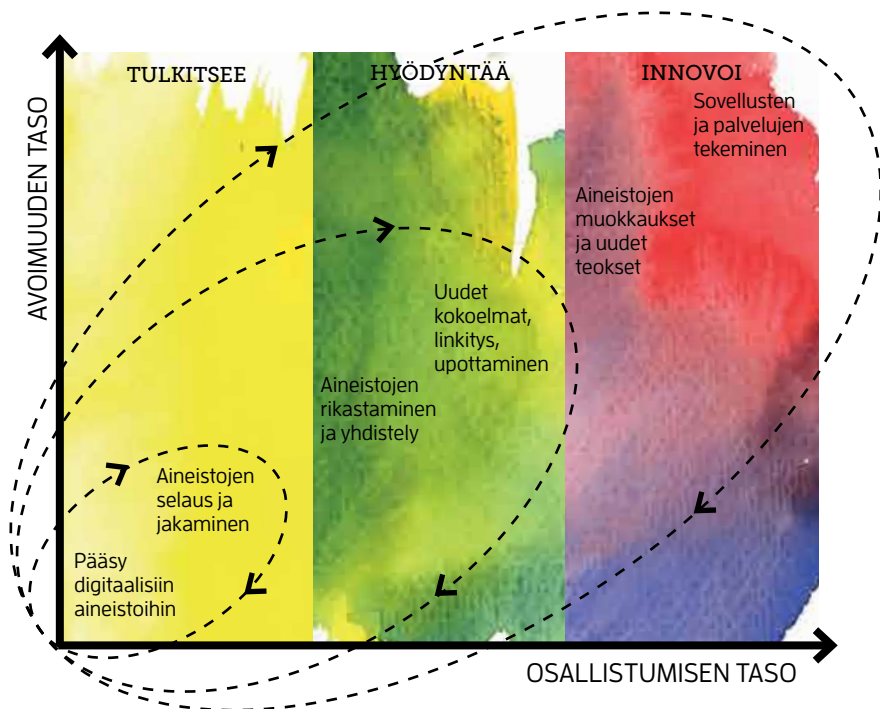 TULKITSEE
HYÖDYNTÄÄ
INNOVOI
Sovellusten
ja palvelujen
tekeminen
Aineistojen
muokkaukset
ja uudet
teokset
Uudet
kokoelmat,
linkitys,
upottaminen
Aineistojen
rikastaminen
ja yhdistely
Aineistojen
selaus ja
jakaminen
Pääsy
digitaalisiin
aineistoihin
AVOIMUUDEN TASO
OSALLISTUMISEN TASO